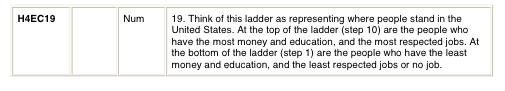 H4EC19 Num 19. Think of this ladder as representing where people stand in the
United States. At the top of the ladder (step 10) are the people who
have the most money and education, and the most respected jobs. At
the bottom of the ladder (step 1) are the people who have the least
money and education, and the least respected jobs or no job.